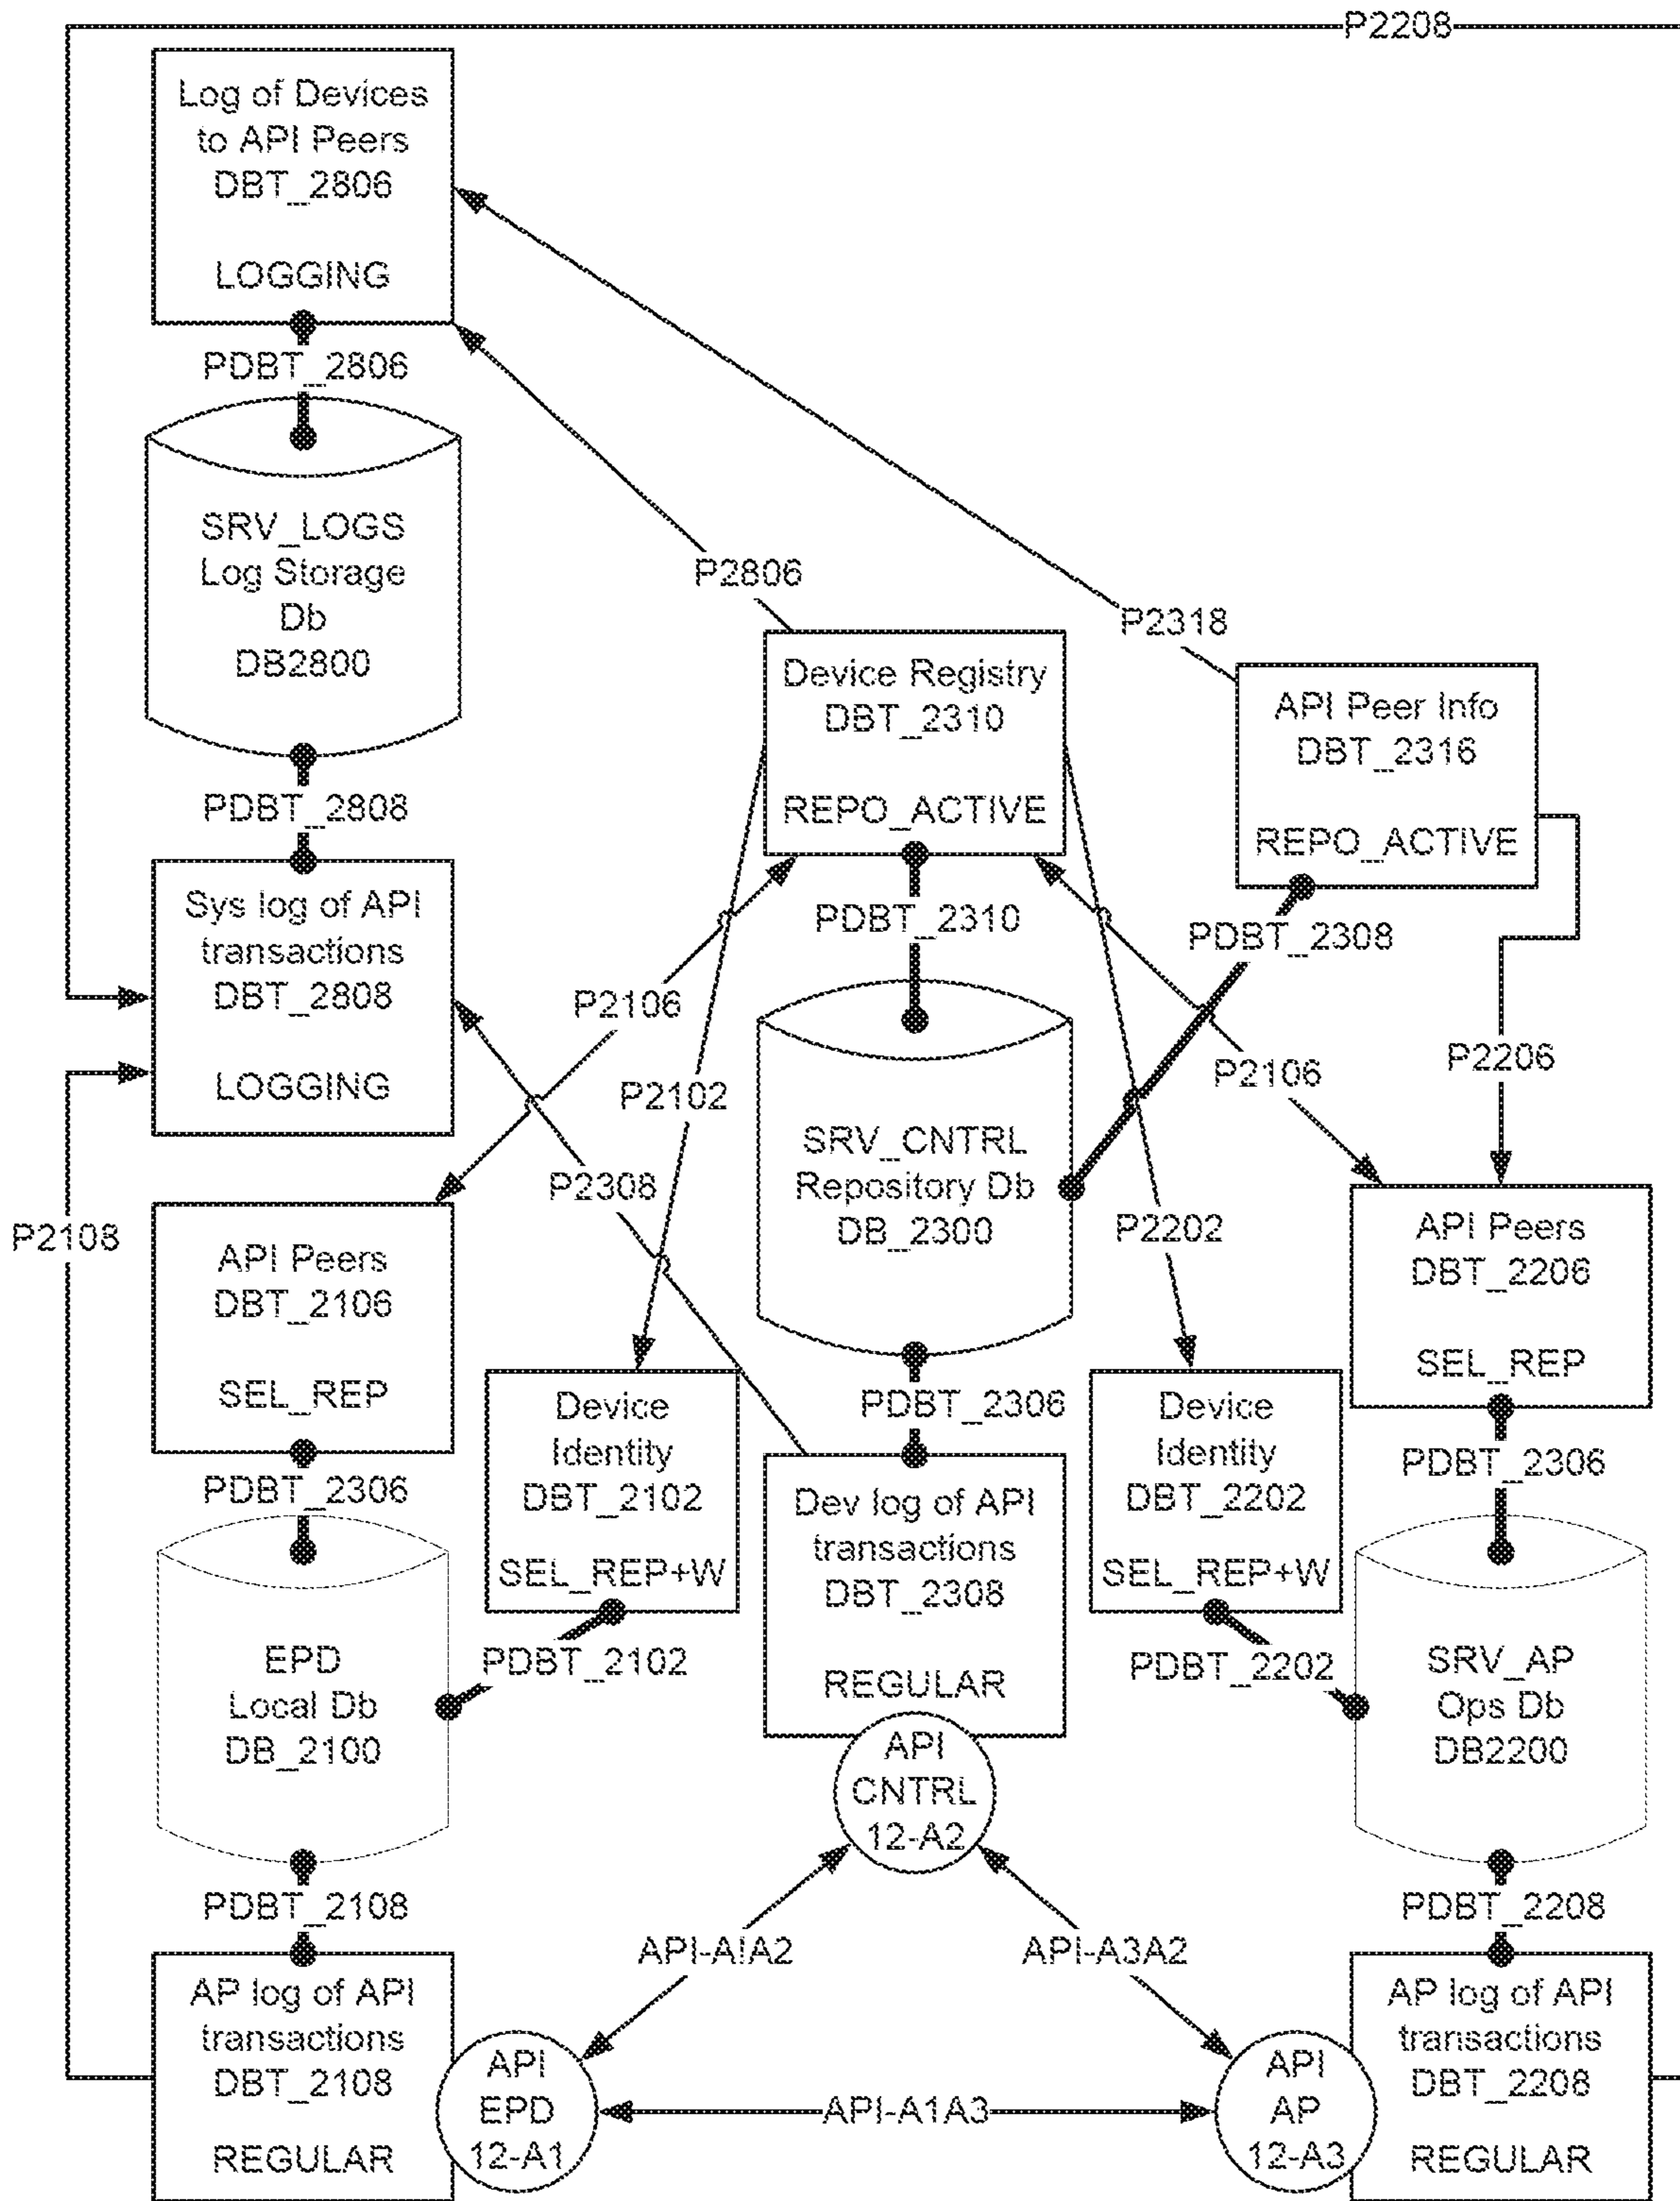 P2208
Log of Devices
to API Peers
DBT_2806
LOGGING
PDBT_2806
SRV_LOGS
Log Storage
Db
DB2800
P2806
P2318
Device Registry
DBT_2310
REPO_ACTIVE
API Peer Info
DBT_2316
REPO_ACTIVE
PDBT_2808
Sys log of API
transactions
DBT_2808
LOGGING
PDBT_2310
PDBT_2308
P2106
P2102
P2106
P2206
SRV_CNTRL
Repository Db
DB_2300
P2308
P2202
P2108
API Peers
DBT_2106
SEL_REP
API Peers
DBT_2206
SEL_REP
PDBT_2306
Device
Identity
DBT_2102
SEL_REP+W
PDBT_2306
Dev log of API
transactions
DBT_2308
REGULAR
Device
Identity
DBT_2202
SEL_REP+W
PDBT_2306
EPD
Local Db
DB_2100
PDBT_2102
PDBT_2202
SRV_AP
Ops Db
DB2200
API
CNTRL
12-A2
PDBT_2108
API-A!A2
API-A3A2
PDBT_2208
AP log of API
transactions
DBT_2108
REGULAR
API
EPD
12-A1
API-A1A3
API
AP
12-A3
AP log of API
transactions
DBT_2208
REGULAR